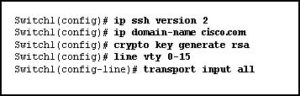 Switch1(config)# ip ssh version 2
Switch1(config)# ip domain-name cisco.com
Switch1(config)# crypto key generate rsa
Switch1(config)# line vty 0-15
Switch1(config-line)# transport input all